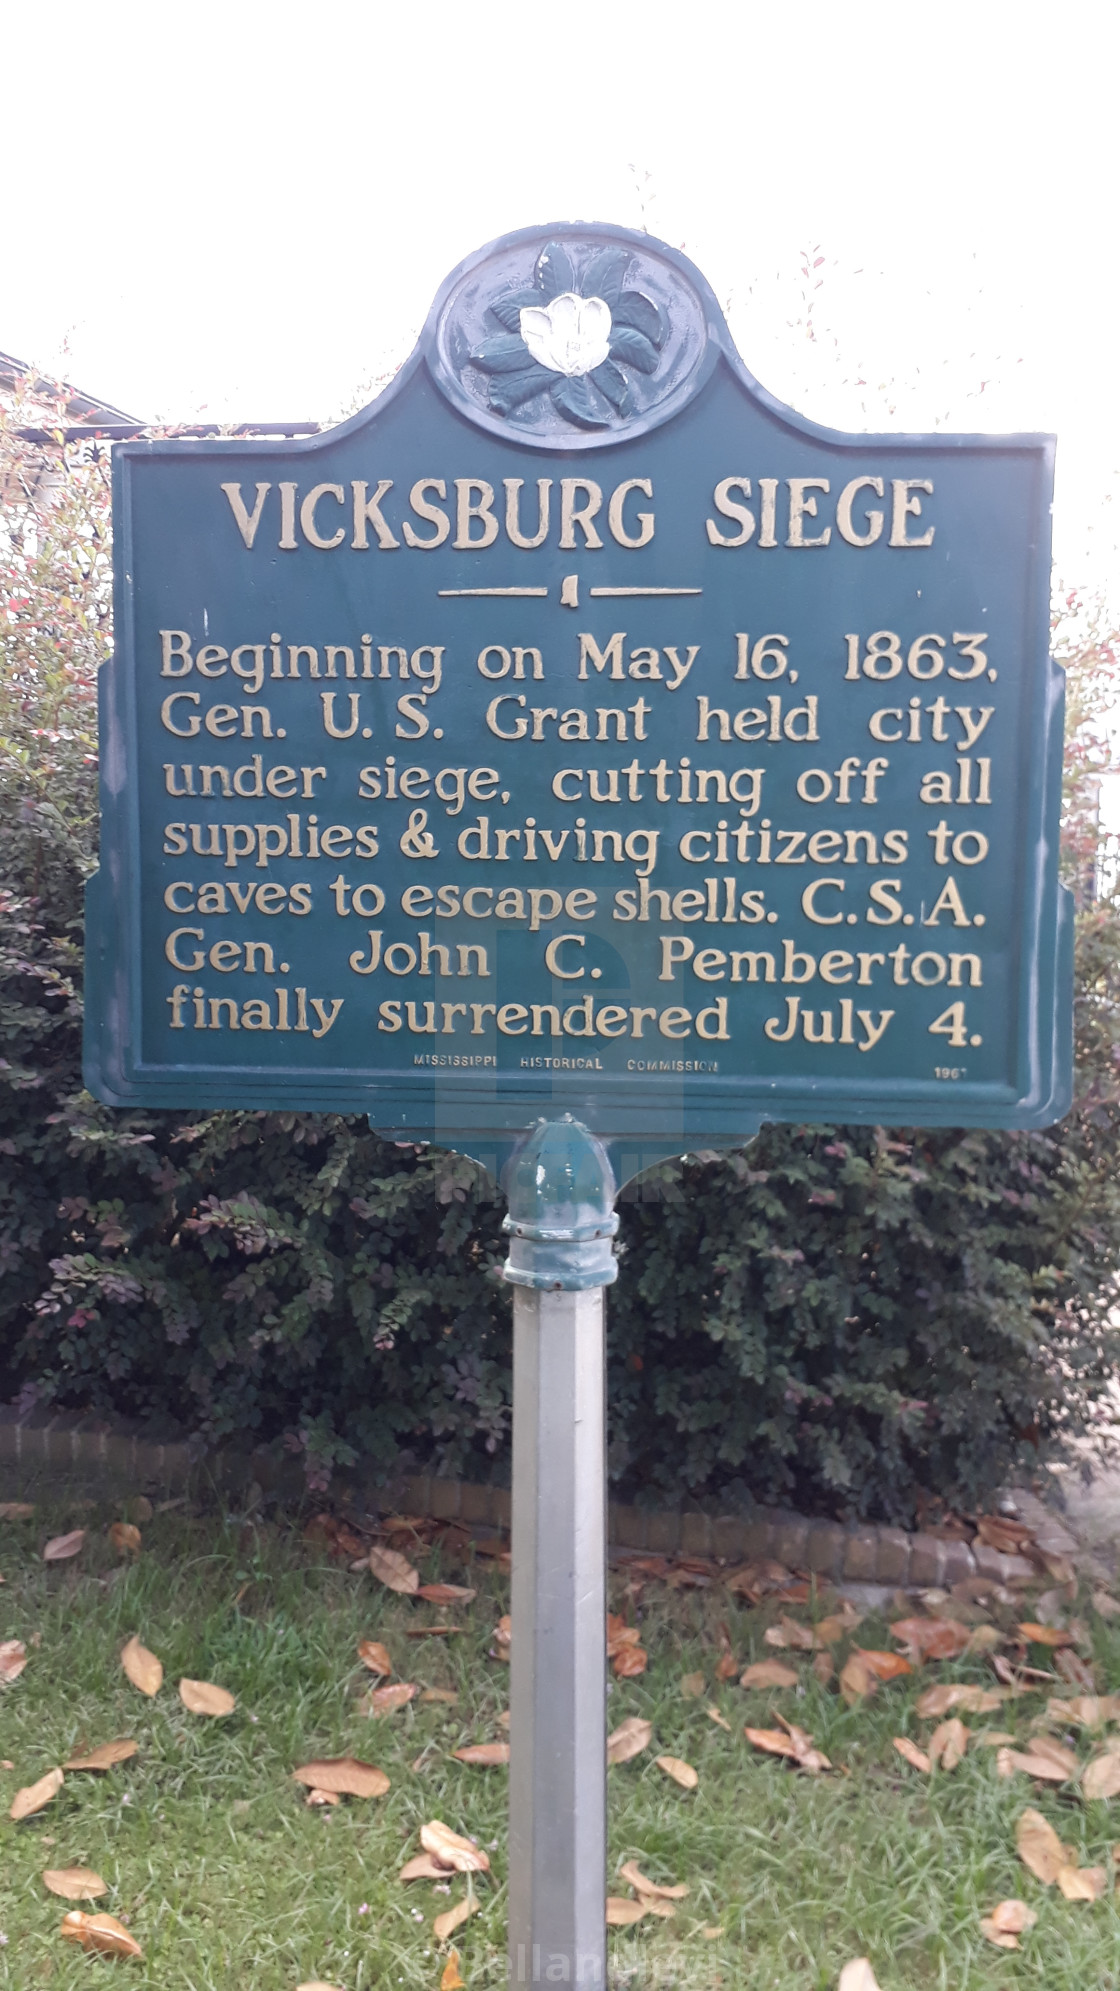 VICKSBURG SIEGE
Beginning on May 16, 1863,
Gen. U. S. Grant held city
under siege, cutting off all
supplies & driving citizens to
caves to escape shells. C.S.A.
Gen. John C. Pemberton
finally surrendered July 4.
MISSISSIPPI HISTORICAL COMMISSION